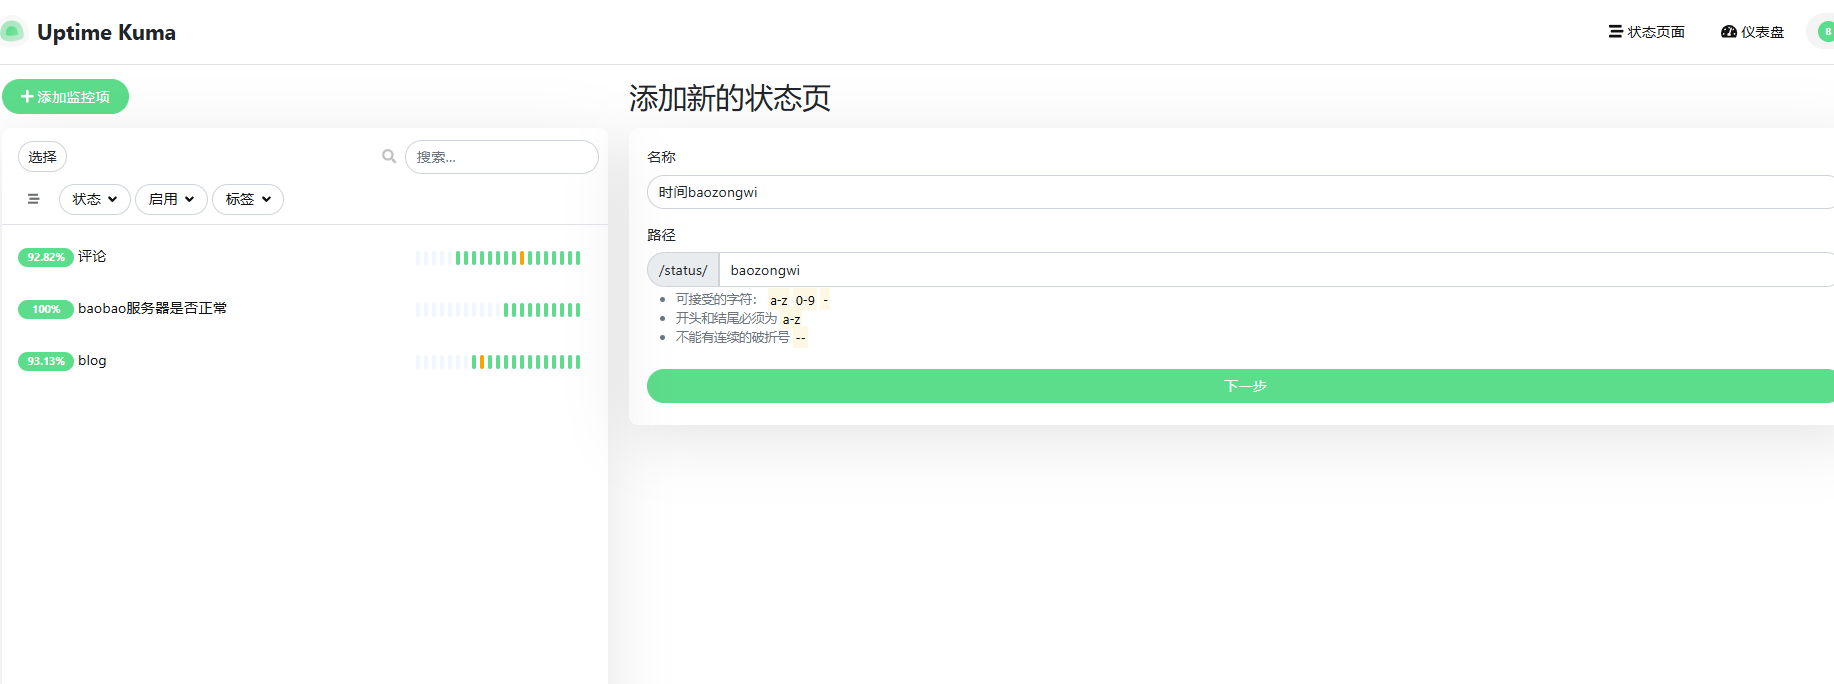 Uptime Kuma
状态页面
仪表盘
B
添加监控项
选择
搜索...
状态
启用
标签
92.82% 评论
100% baobao服务器是否正常
93.13% blog
添加新的状态页
名称
时间baozongwi
路径
/status/ baozongwi
可接受的字符： a-z 0-9 -
开头和结尾必须为 a-z
不能有连续的破折号 --
下一步